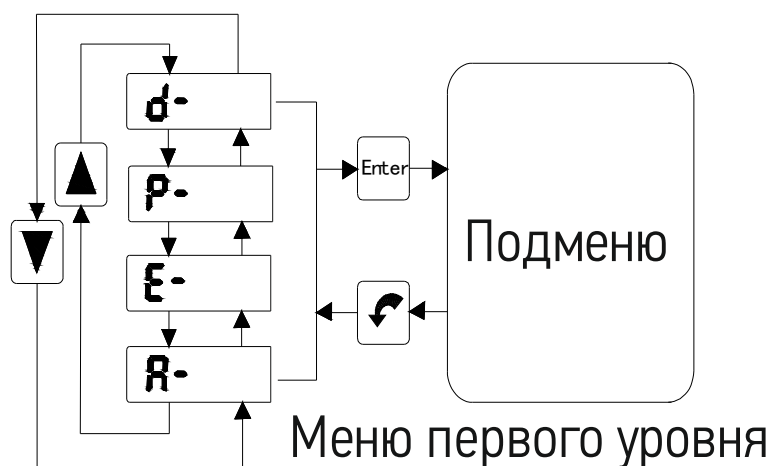 d-
P-
Enter
E-
Подменю
A-
Меню первого уровня